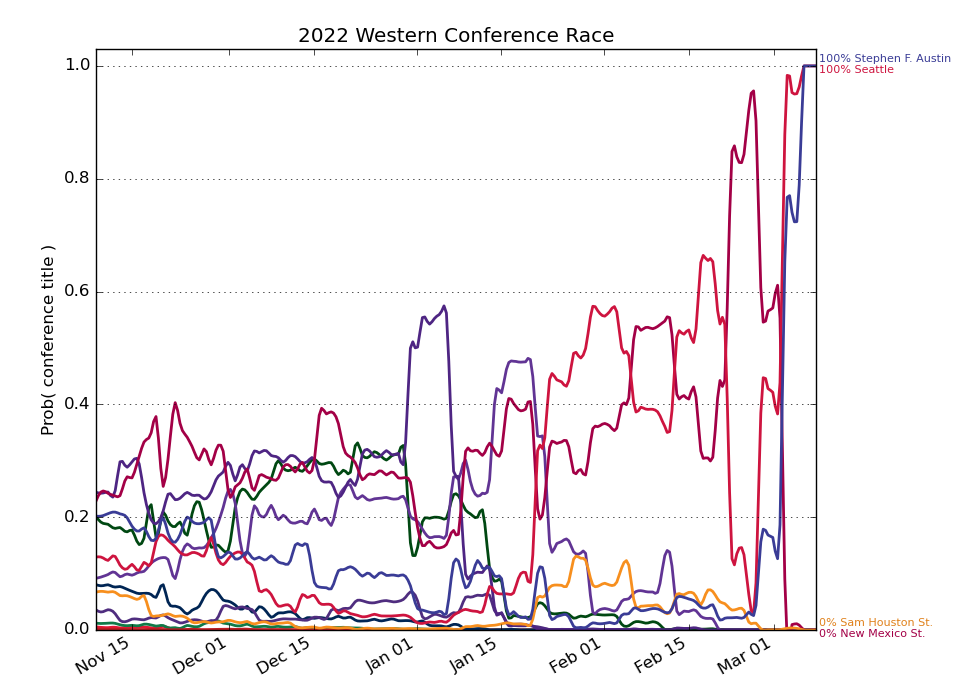 2022 Western Conference Race
Prob( conference title )
1.0
0.8
0.6
0.4
0.2
0.0
Nov 15
Dec 01
Dec 15
Jan 01
Jan 15
Feb 01
Feb 15
Mar 01
100% Stephen F. Austin
100% Seattle
0% Sam Houston St.
0% New Mexico St.